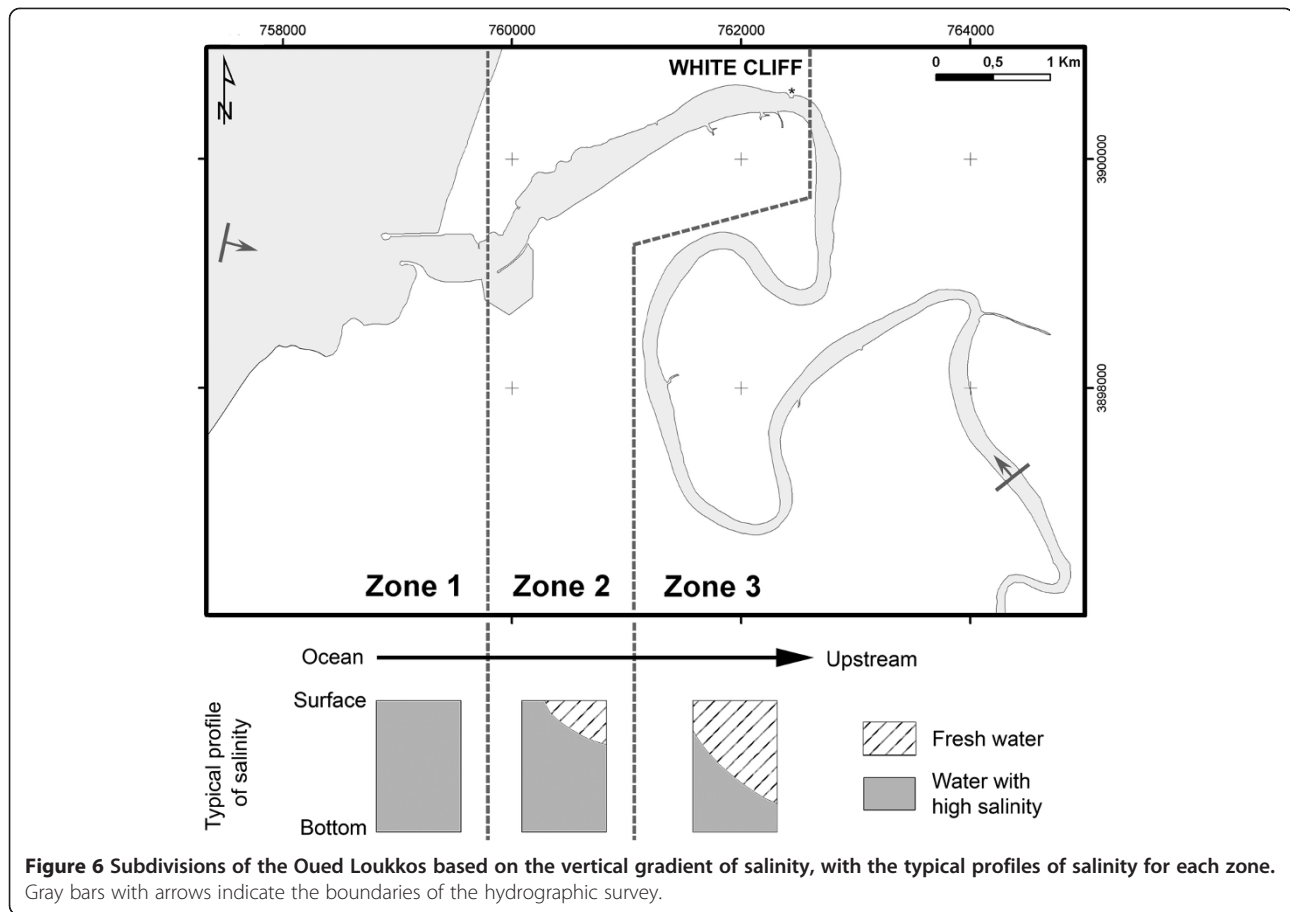 758000 760000 762000 764000
WHITE CLIFF
*
0 0,5 1 Km
N
3900000
3898000
Zone 1 Zone 2 Zone 3
Ocean Upstream
Typical profile
of salinity
Surface
Bottom
Fresh water
Water with
high salinity
Figure 6 Subdivisions of the Oued Loukkos based on the vertical gradient of salinity, with the typical profiles of salinity for each zone.
Gray bars with arrows indicate the boundaries of the hydrographic survey.